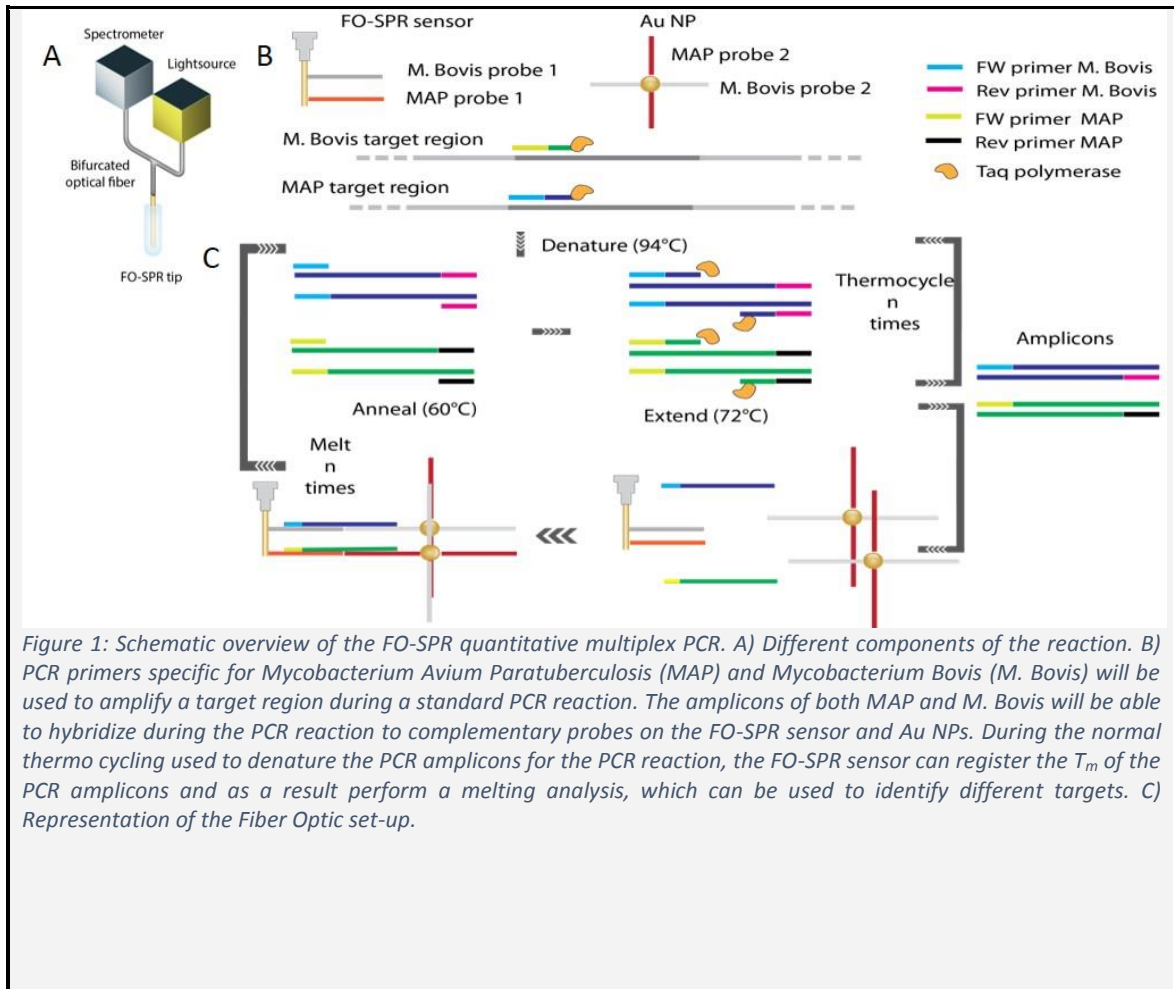 A
Spectrometer
Lightsource
Bifurcated
optical fiber
FO-SPR tip
B
FO-SPR sensor
M. Bovis probe 1
MAP probe 1
Au NP
MAP probe 2
M. Bovis probe 2
M. Bovis target region
MAP target region
FW primer M. Bovis
Rev primer M. Bovis
FW primer MAP
Rev primer MAP
Taq polymerase
C
Denature (94°C)
Anneal (60°C)
Extend (72°C)
Thermocycle
n
times
Amplicons
Melt
n
times
Figure 1: Schematic overview of the FO-SPR quantitative multiplex PCR. A) Different components of the reaction. B)
PCR primers specific for Mycobacterium Avium Paratuberculosis (MAP) and Mycobacterium Bovis (M. Bovis) will be
used to amplify a target region during a standard PCR reaction. The amplicons of both MAP and M. Bovis will be able
to hybridize during the PCR reaction to complementary probes on the FO-SPR sensor and Au NPs. During the normal
thermo cycling used to denature the PCR amplicons for the PCR reaction, the FO-SPR sensor can register the Tm of the
PCR amplicons and as a result perform a melting analysis, which can be used to identify different targets. C)
Representation of the Fiber Optic set-up.